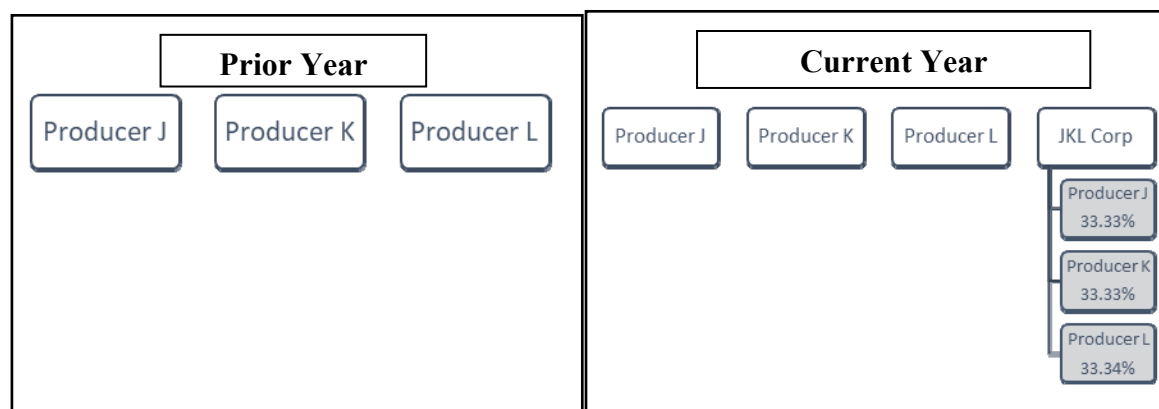 Prior Year
Producer J
Producer K
Producer L
Current Year
Producer J
Producer K
Producer L
JKL Corp
Producer J
33.33%
Producer K
33.33%
Producer L
33.34%